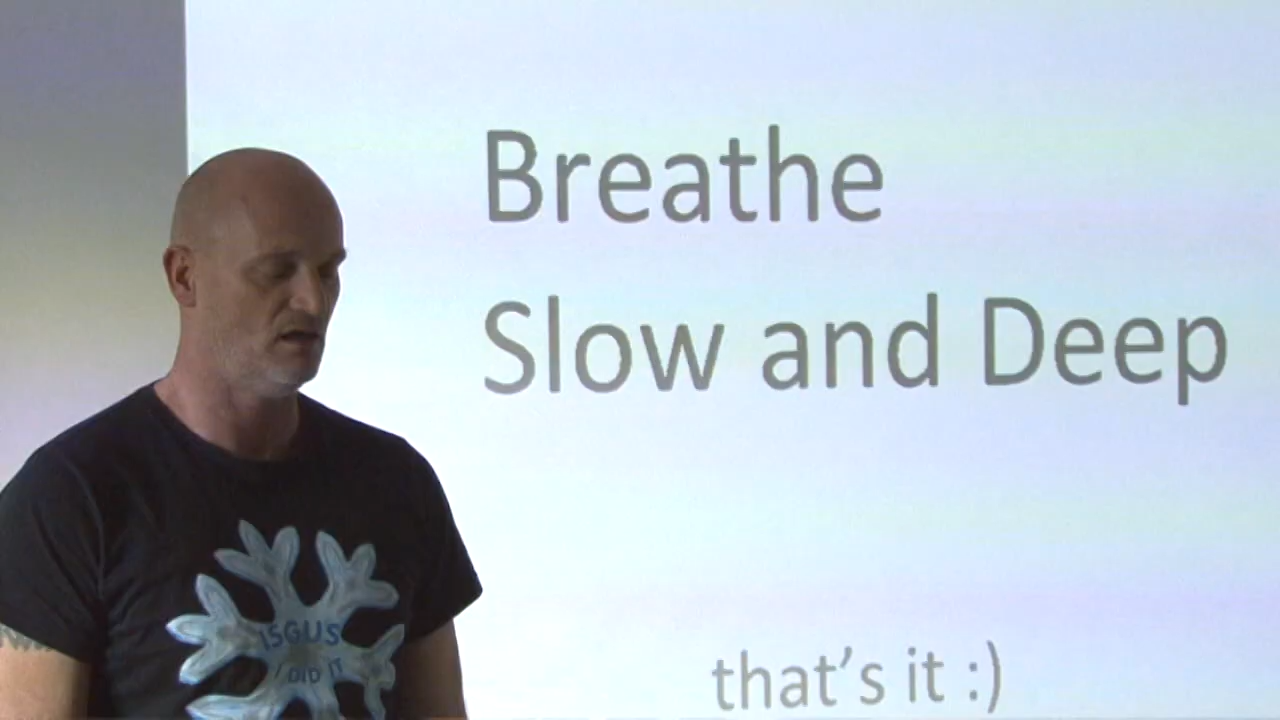 Breathe
Slow and Deep
that's it :)
ISGUS
I DID IT